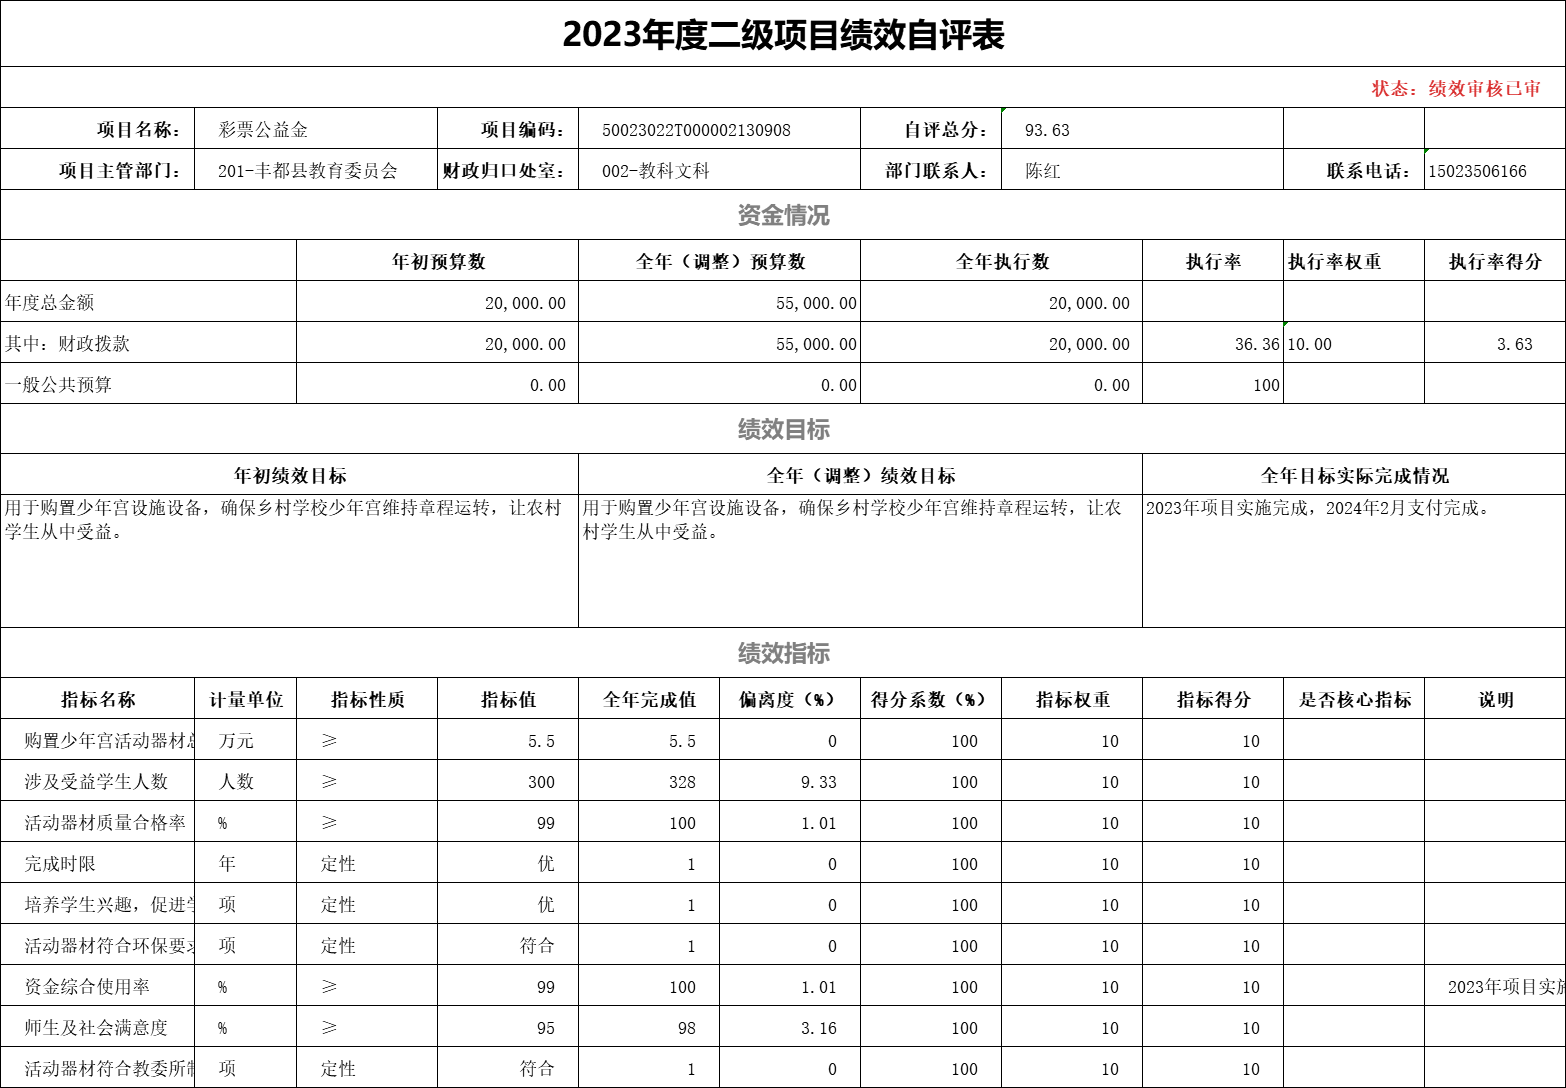 2023年度二级项目绩效自评表
状态：绩效审核已审
项目名称： 彩票公益金 项目编码： 50023022T000002130908 自评总分： 93.63
项目主管部门： 201-丰都县教育委员会 财政归口处室： 002-教科文科 部门联系人： 陈红 联系电话： 15023506166
资金情况
年初预算数 全年（调整）预算数 全年执行数 执行率 执行率权重 执行率得分
年度总金额 20,000.00 55,000.00 20,000.00
其中：财政拨款 20,000.00 55,000.00 20,000.00 36.36 10.00 3.63
一般公共预算 0.00 0.00 0.00 100
绩效目标
年初绩效目标 全年（调整）绩效目标 全年目标实际完成情况
用于购置少年宫设施设备，确保乡村学校少年宫维持章程运转，让农村 用于购置少年宫设施设备，确保乡村学校少年宫维持章程运转，让农 2023年项目实施完成，2024年2月支付完成。
学生从中受益。 村学生从中受益。
绩效指标
指标名称 计量单位 指标性质 指标值 全年完成值 偏离度（%） 得分系数（%） 指标权重 指标得分 是否核心指标 说明
购置少年宫活动器材 万元 ≥ 5.5 5.5 0 100 10 10
涉及受益学生人数 人数 ≥ 300 328 9.33 100 10 10
活动器材质量合格率 % ≥ 99 100 1.01 100 10 10
完成时限 年 定性 优 1 0 100 10 10
培养学生兴趣，促进 项 定性 优 1 0 100 10 10
活动器材符合环保要 项 定性 符合 1 0 100 10 10
资金综合使用率 % ≥ 99 100 1.01 100 10 10 2023年项目实
师生及社会满意度 % ≥ 95 98 3.16 100 10 10
活动器材符合教委所 项 定性 符合 1 0 100 10 10